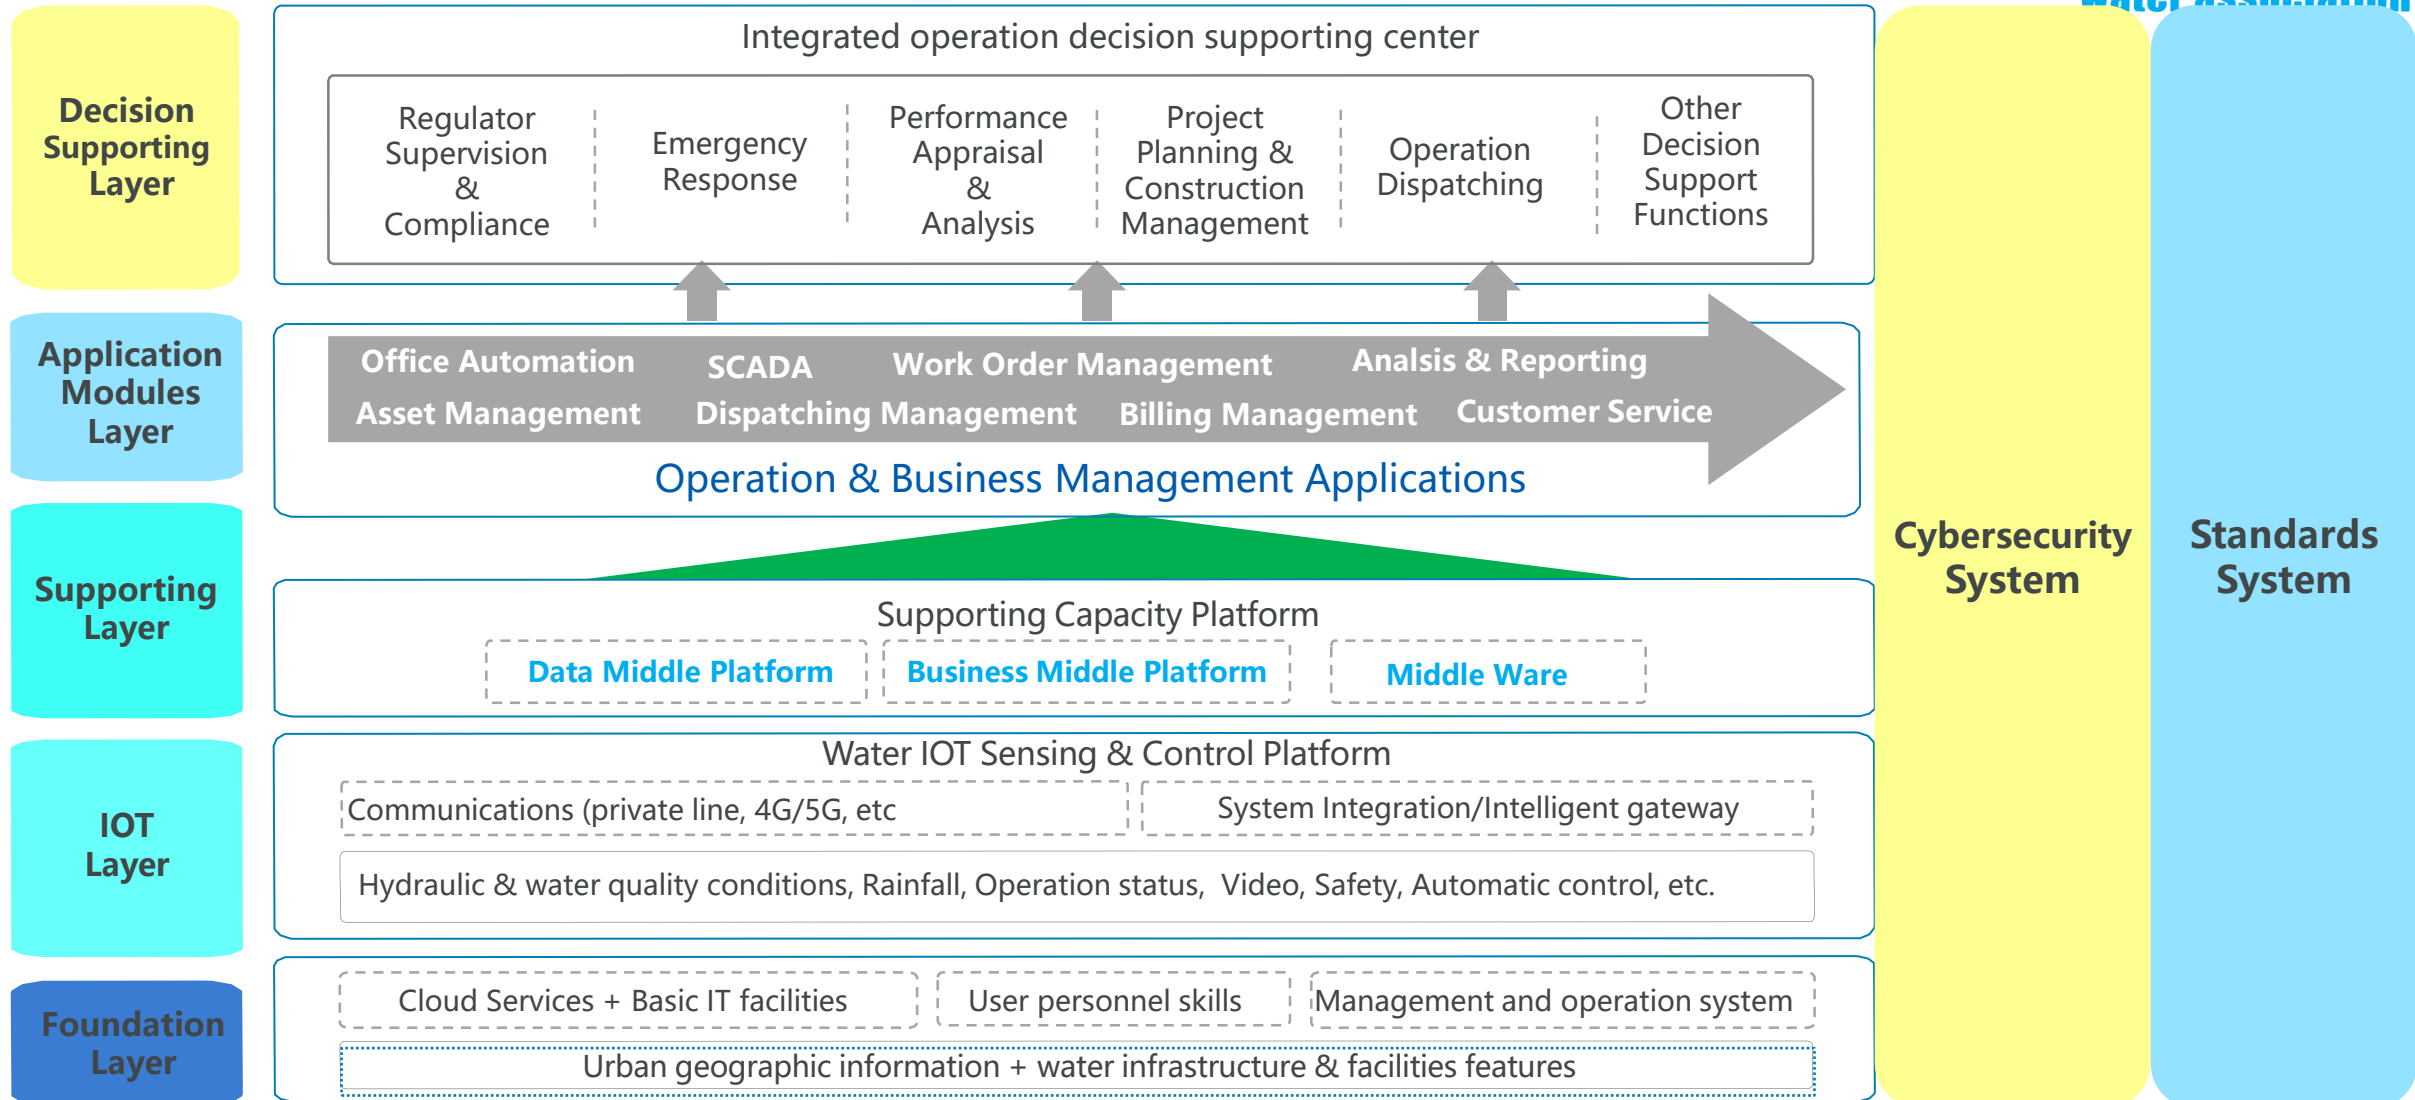 Water association
Decision
Supporting
Layer
Integrated operation decision supporting center
Regulator
Supervision
&
Compliance
Emergency
Response
Performance
Appraisal
&
Analysis
Project
Planning &
Construction
Management
Operation
Dispatching
Other
Decision
Support
Functions
Application
Modules
Layer
Office Automation
SCADA
Work Order Management
Analsis & Reporting
Asset Management
Dispatching Management
Billing Management
Customer Service
Operation & Business Management Applications
Supporting
Layer
Supporting Capacity Platform
Data Middle Platform
Business Middle Platform
Middle Ware
IOT
Layer
Water IOT Sensing & Control Platform
Communications (private line, 4G/5G, etc
System Integration/Intelligent gateway
Hydraulic & water quality conditions, Rainfall, Operation status,  Video, Safety, Automatic control, etc.
Foundation
Layer
Cloud Services + Basic IT facilities
User personnel skills
Management and operation system
Urban geographic information + water infrastructure & facilities features
Cybersecurity
System
Standards
System